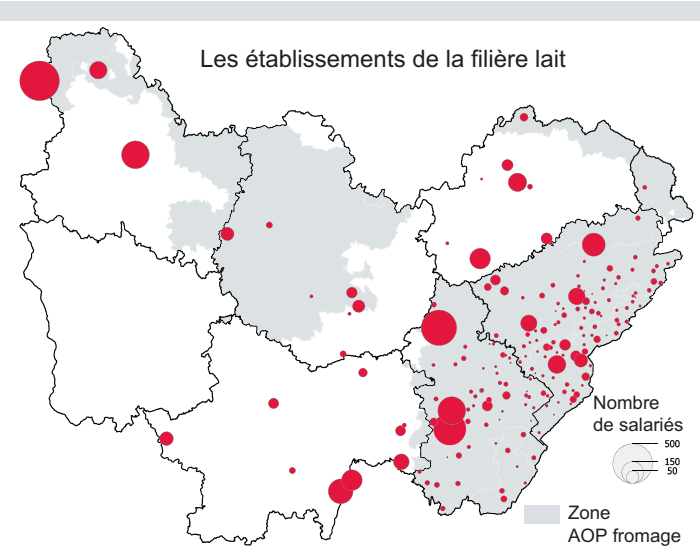 Les établissements de la filière lait
Nombre
de salariés
500
150
50
Zone
AOP fromage